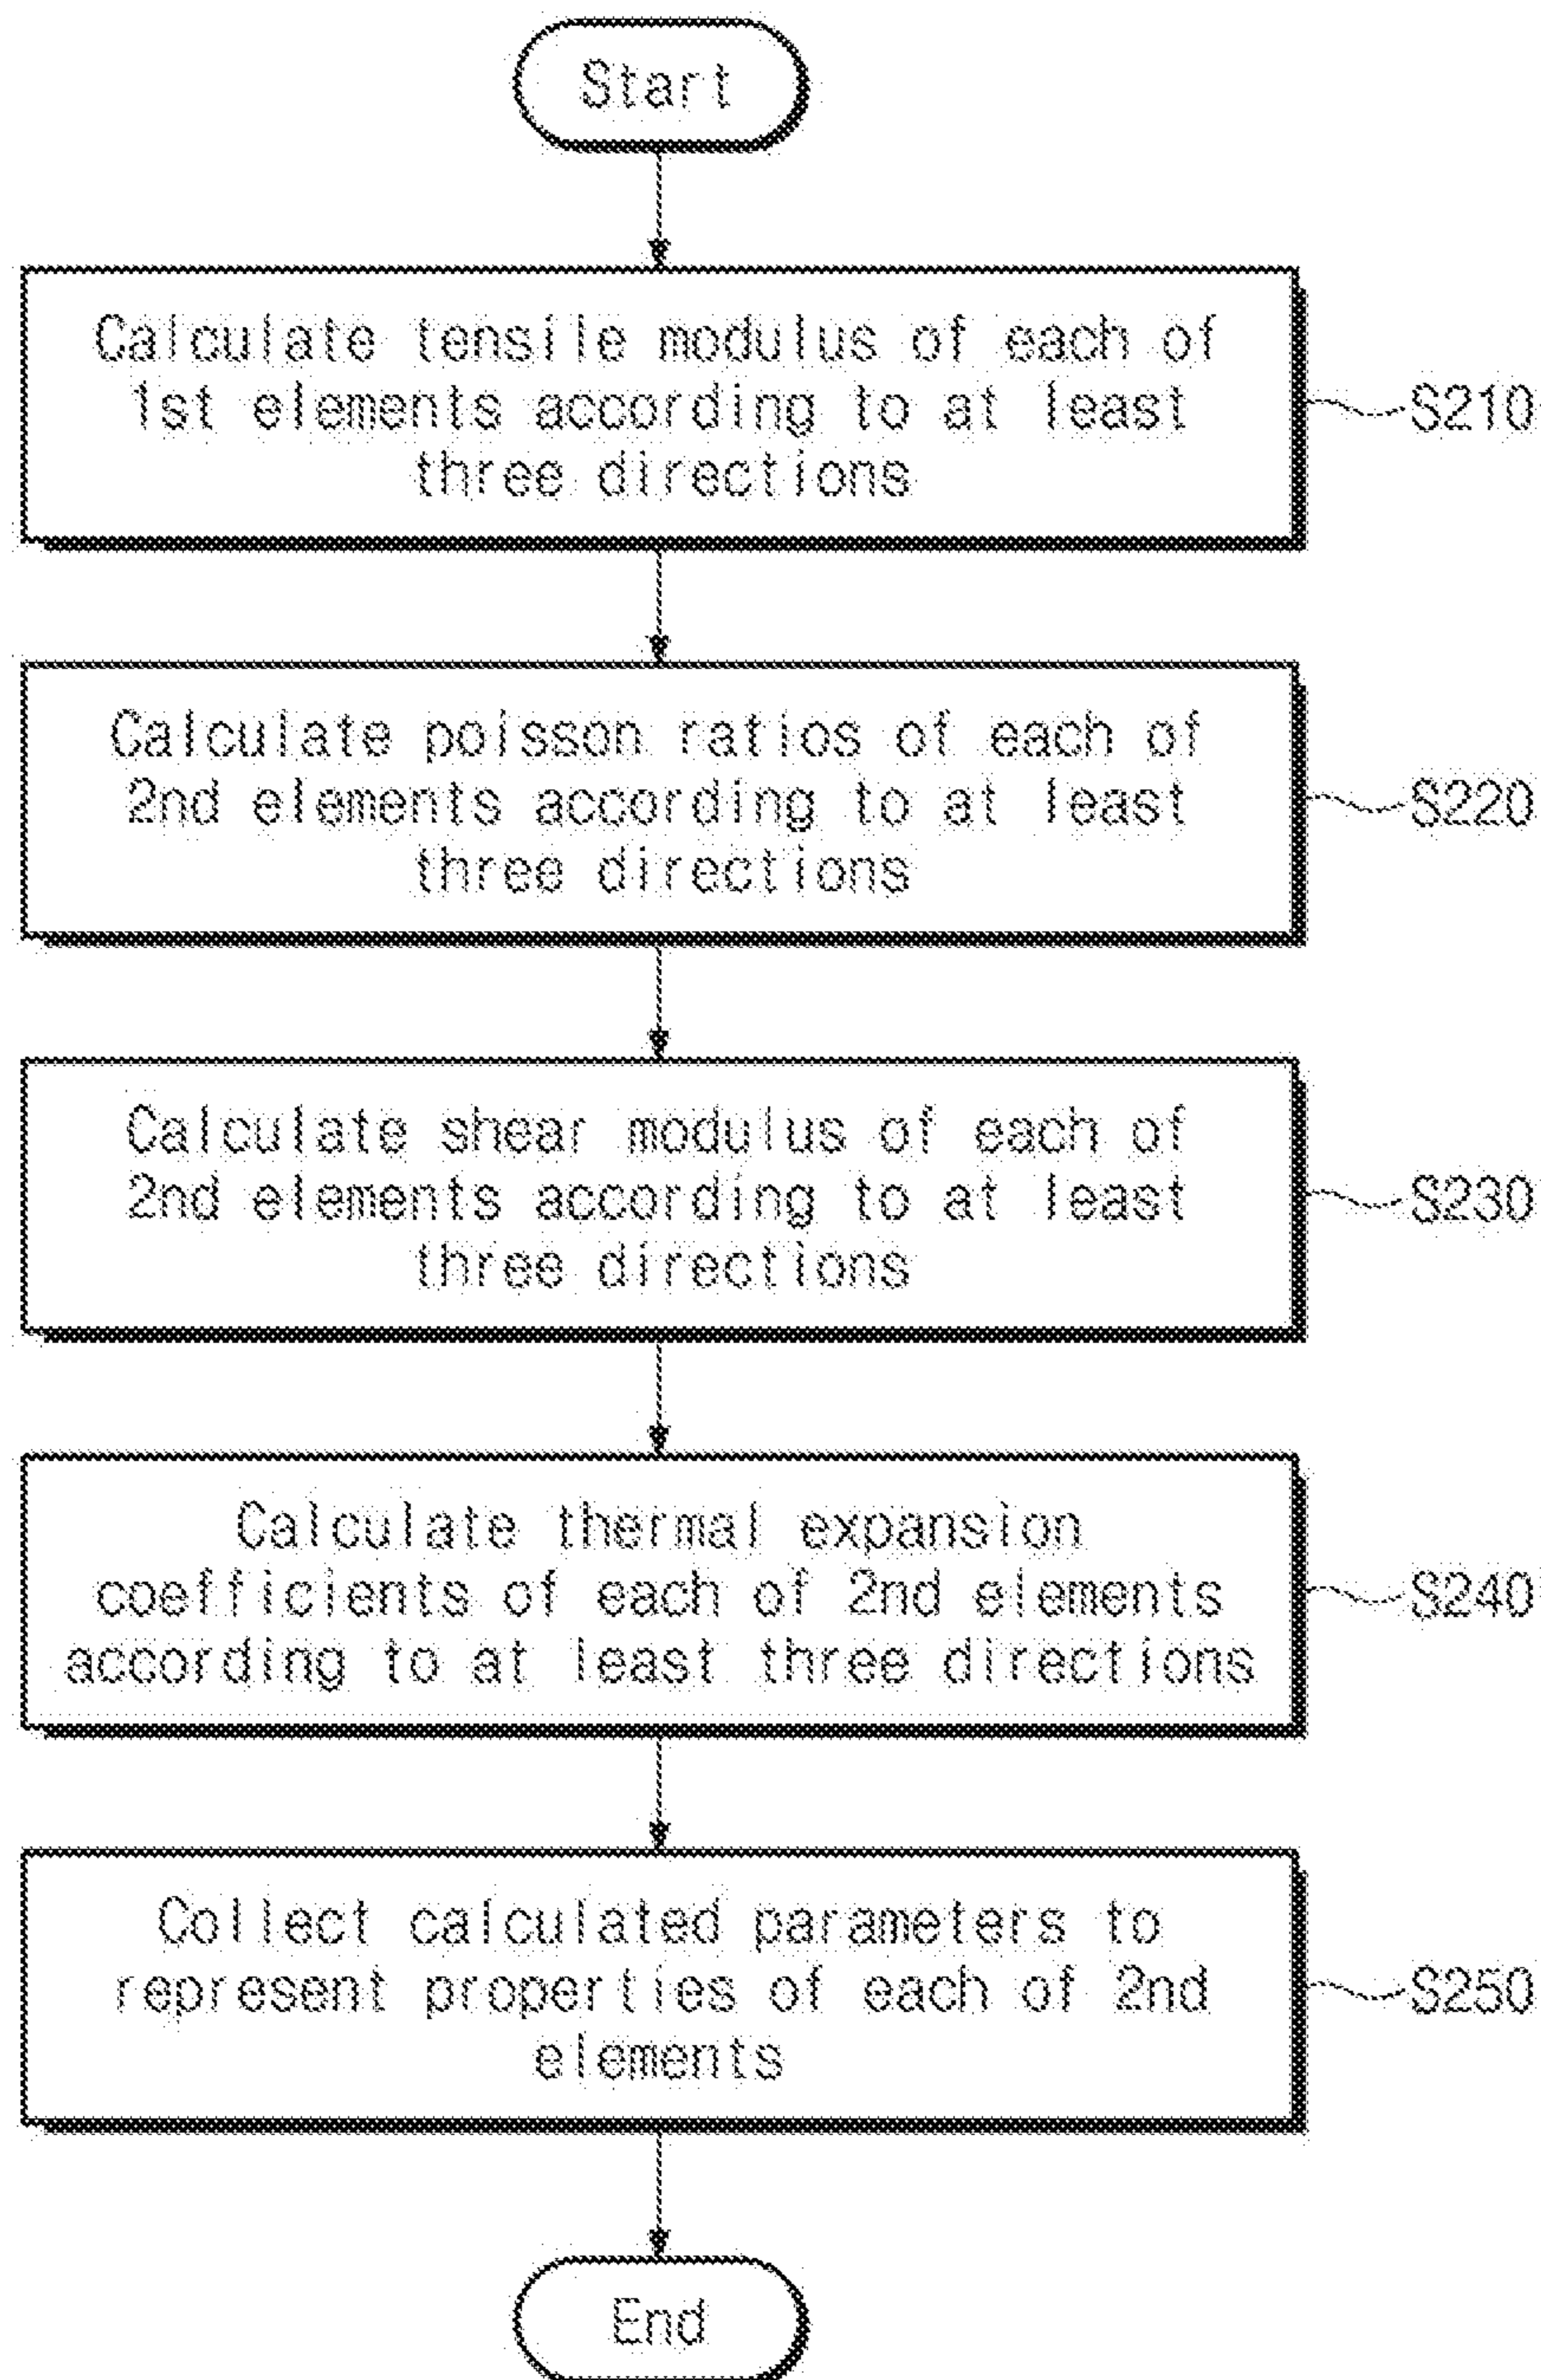 Start
Calculate tensile modulus of each of
1st elements according to at least
three directions
S210
Calculate poisson ratios of each of
2nd elements according to at least
three directions
S220
Calculate shear modulus of each of
2nd elements according to at least
three directions
S230
Calculate thermal expansion
coefficients of each of 2nd elements
according to at least three directions
S240
Collect calculated parameters to
represent properties of each of 2nd
elements
S250
End